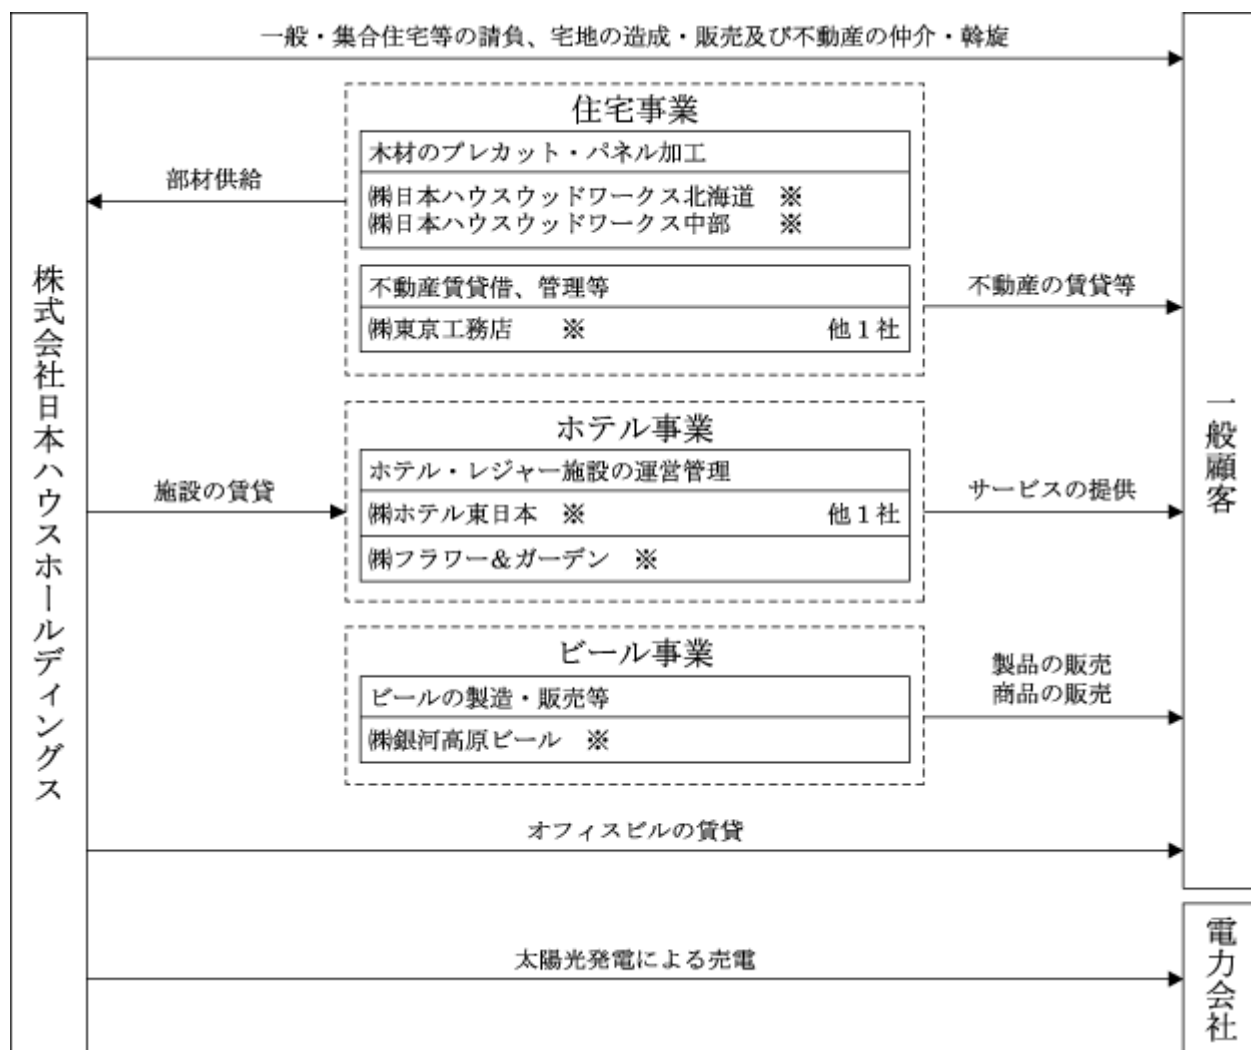 一般・集合住宅等の請負、宅地の造成・販売及び不動産の仲介・斡旋
株式会社日本ハウスホールディングス
住宅事業
木材のプレカット・パネル加工
㈱日本ハウスウッドワークス北海道 ※
㈱日本ハウスウッドワークス中部 ※
部材供給
不動産賃貸借、管理等
㈱東京工務店 ※ 他1社
不動産の賃貸等
一般顧客
ホテル事業
ホテル・レジャー施設の運営管理
㈱ホテル東日本 ※ 他1社
㈱フラワー&ガーデン ※
施設の賃貸
サービスの提供
ビール事業
ビールの製造・販売等
㈱銀河高原ビール ※
製品の販売
商品の販売
オフィスビルの賃貸
太陽光発電による売電
電力会社